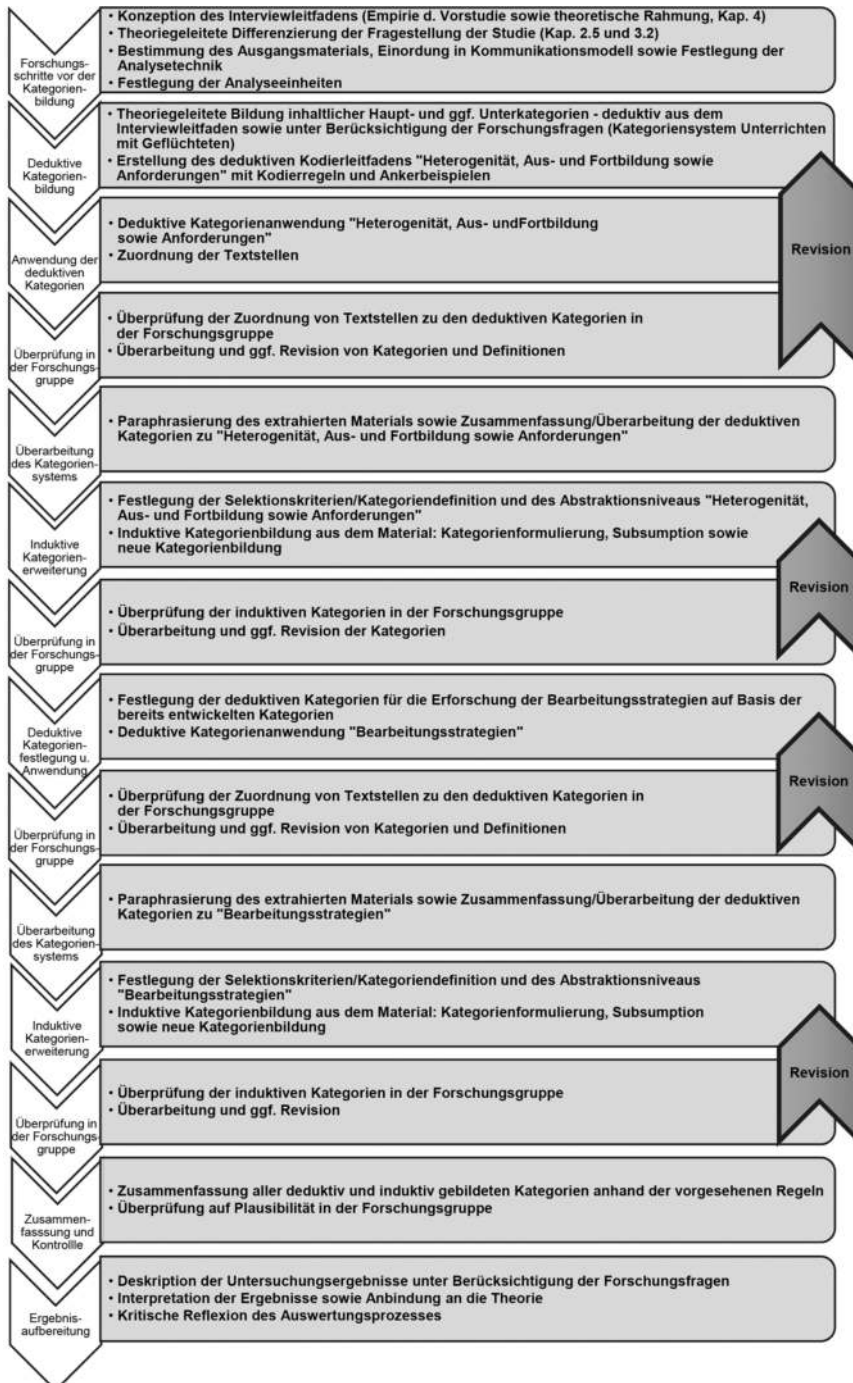 • Konzeption des Interviewleitfadens (Empirie d. Vorstudie sowie theoretische Rahmung, Kap. 4)
• Theoriegeleitete Differenzierung der Fragestellung der Studie (Kap. 2.5 und 3.2)
• Bestimmung des Ausgangsmaterials, Einordung in Kommunikationsmodell sowie Festlegung der
Analysetechnik
• Festlegung der Analyseeinheiten
Forschungs-
schritte vor der
Kategorien-
bildung
• Theoriegeleitete Bildung inhaltlicher Haupt- und ggf. Unterkategorien - deduktiv aus dem
Interviewleitfaden sowie unter Berücksichtigung der Forschungsfragen (Kategoriensystem Unterrichten
mit Geflüchteten)
• Erstellung des deduktiven Kodierleitfadens "Heterogenität, Aus- und Fortbildung sowie
Anforderungen" mit Kodierregeln und Ankerbeispielen
Deduktive
Kategorien-
bildung
• Deduktive Kategorienanwendung "Heterogenität, Aus- undFortbildung
sowie Anforderungen"
• Zuordnung der Textstellen
Anwendung der
deduktiven
Kategorien
Revision
• Überprüfung der Zuordnung von Textstellen zu den deduktiven Kategorien in
der Forschungsgruppe
• Überarbeitung und ggf. Revision von Kategorien und Definitionen
Überprüfung in
der Forschungs-
gruppe
• Paraphrasierung des extrahierten Materials sowie Zusammenfassung/Überarbeitung der deduktiven
Kategorien zu "Heterogenität, Aus- und Fortbildung sowie Anforderungen"
Überarbeitung
des Kategorien-
systems
• Festlegung der Selektionskriterien/Kategoriendefinition und des Abstraktionsniveaus "Heterogenität,
Aus- und Fortbildung sowie Anforderungen"
• Induktive Kategorienbildung aus dem Material: Kategorienformulierung, Subsumption sowie
neue Kategorienbildung
Induktive
Kategorien-
erweiterung
Revision
• Überprüfung der induktiven Kategorien in der Forschungsgruppe
• Überarbeitung und ggf. Revision der Kategorien
Überprüfung in
der Forschungs-
gruppe
• Festlegung der deduktiven Kategorien für die Erforschung der Bearbeitungsstrategien auf Basis der
bereits entwickelten Kategorien
• Deduktive Kategorienanwendung "Bearbeitungsstrategien"
Deduktive
Kategorien-
festlegung u.
Anwendung
Revision
• Überprüfung der Zuordnung von Textstellen zu den deduktiven Kategorien in
der Forschungsgruppe
• Überarbeitung und ggf. Revision von Kategorien und Definitionen
Überprüfung in
der Forschungs-
gruppe
• Paraphrasierung des extrahierten Materials sowie Zusammenfassung/Überarbeitung der deduktiven
Kategorien zu "Bearbeitungsstrategien"
Überarbeitung
des Kategorien-
systems
• Festlegung der Selektionskriterien/Kategoriendefinition und des Abstraktionsniveaus
"Bearbeitungsstrategien"
• Induktive Kategorienbildung aus dem Material: Kategorienformulierung, Subsumption
sowie neue Kategorienbildung
Induktive
Kategorien-
erweiterung
Revision
• Überprüfung der induktiven Kategorien in der Forschungsgruppe
• Überarbeitung und ggf. Revision
Überprüfung in
der Forschungs-
gruppe
• Zusammenfassung aller deduktiv und induktiv gebildeten Kategorien anhand der vorgesehenen Regeln
• Überprüfung auf Plausibilität in der Forschungsgruppe
Zusammen-
fasssung und
Kontrollle
• Deskription der Untersuchungsergebnisse unter Berücksichtigung der Forschungsfragen
• Interpretation der Ergebnisse sowie Anbindung an die Theorie
• Kritische Reflexion des Auswertungsprozesses
Ergebnis-
aufbereitung